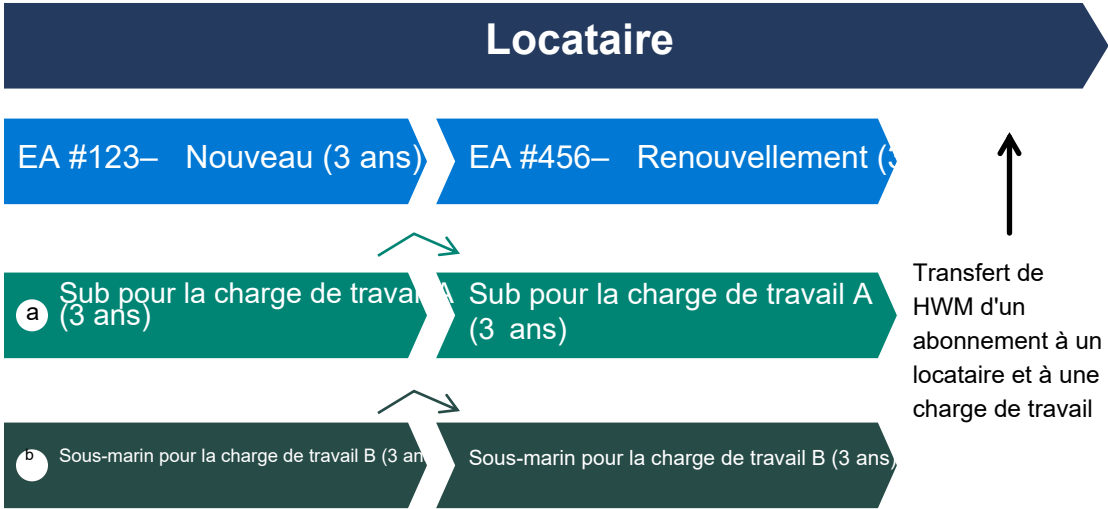 Locataire
EA #123– Nouveau (3 ans)
EA #456– Renouvellement (3
a
Sub pour la charge de travail A
(3 ans)
Sub pour la charge de travail A
(3 ans)
b
Sous-marin pour la charge de travail B (3 an
Sous-marin pour la charge de travail B (3 ans)
Transfert de
HWM d'un
abonnement à un
locataire et à une
charge de travail